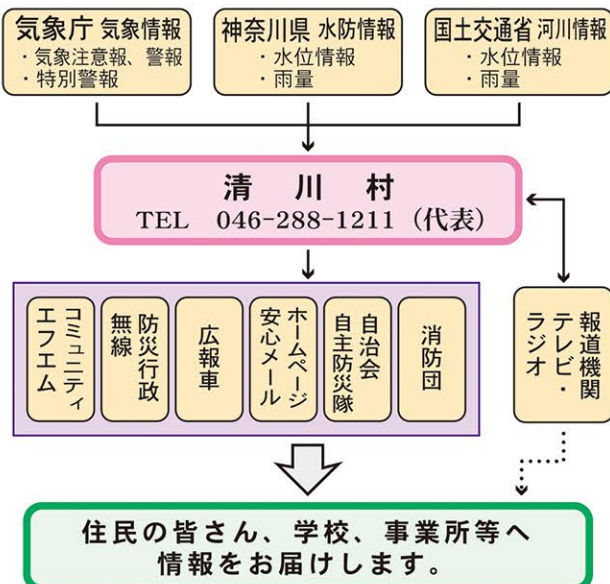 気象庁 気象情報
・気象注意報、警報
・特別警報
神奈川県 水防情報
・水位情報
・雨量
国土交通省 河川情報
・水位情報
・雨量
清川村
TEL 046-288-1211（代表）
コミュニティ
エフエム
防災行政
無線
広報車
ホームページ
安心メール
自治会
自主防災隊
消防団
報道機関
テレビ・
ラジオ
住民の皆さん、学校、事業所等へ
情報をお届けします。